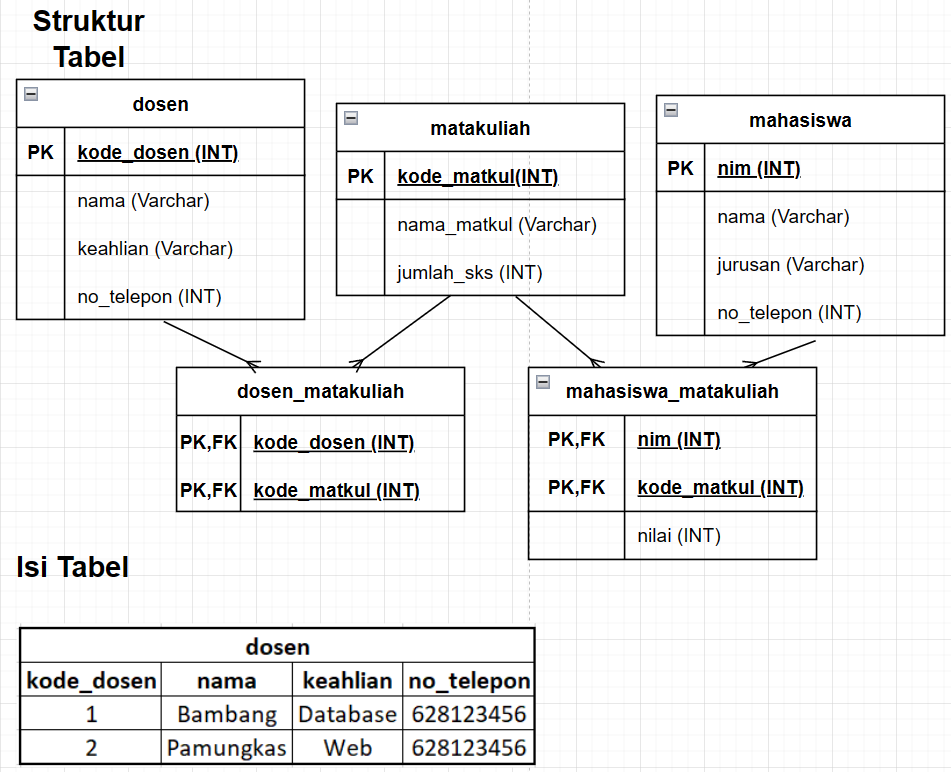 Struktur
Tabel
dosen
PK kode_dosen (INT)
nama (Varchar)
keahlian (Varchar)
no_telepon (INT)
matakuliah
PK kode_matkul(INT)
nama_matkul (Varchar)
jumlah_sks (INT)
mahasiswa
PK nim (INT)
nama (Varchar)
jurusan (Varchar)
no_telepon (INT)
dosen_matakuliah
PK,FK kode_dosen (INT)
PK,FK kode_matkul (INT)
mahasiswa_matakuliah
PK,FK nim (INT)
PK,FK kode_matkul (INT)
nilai (INT)
Isi Tabel
dosen
kode_dosen nama keahlian no_telepon
1 Bambang Database 628123456
2 Pamungkas Web 628123456